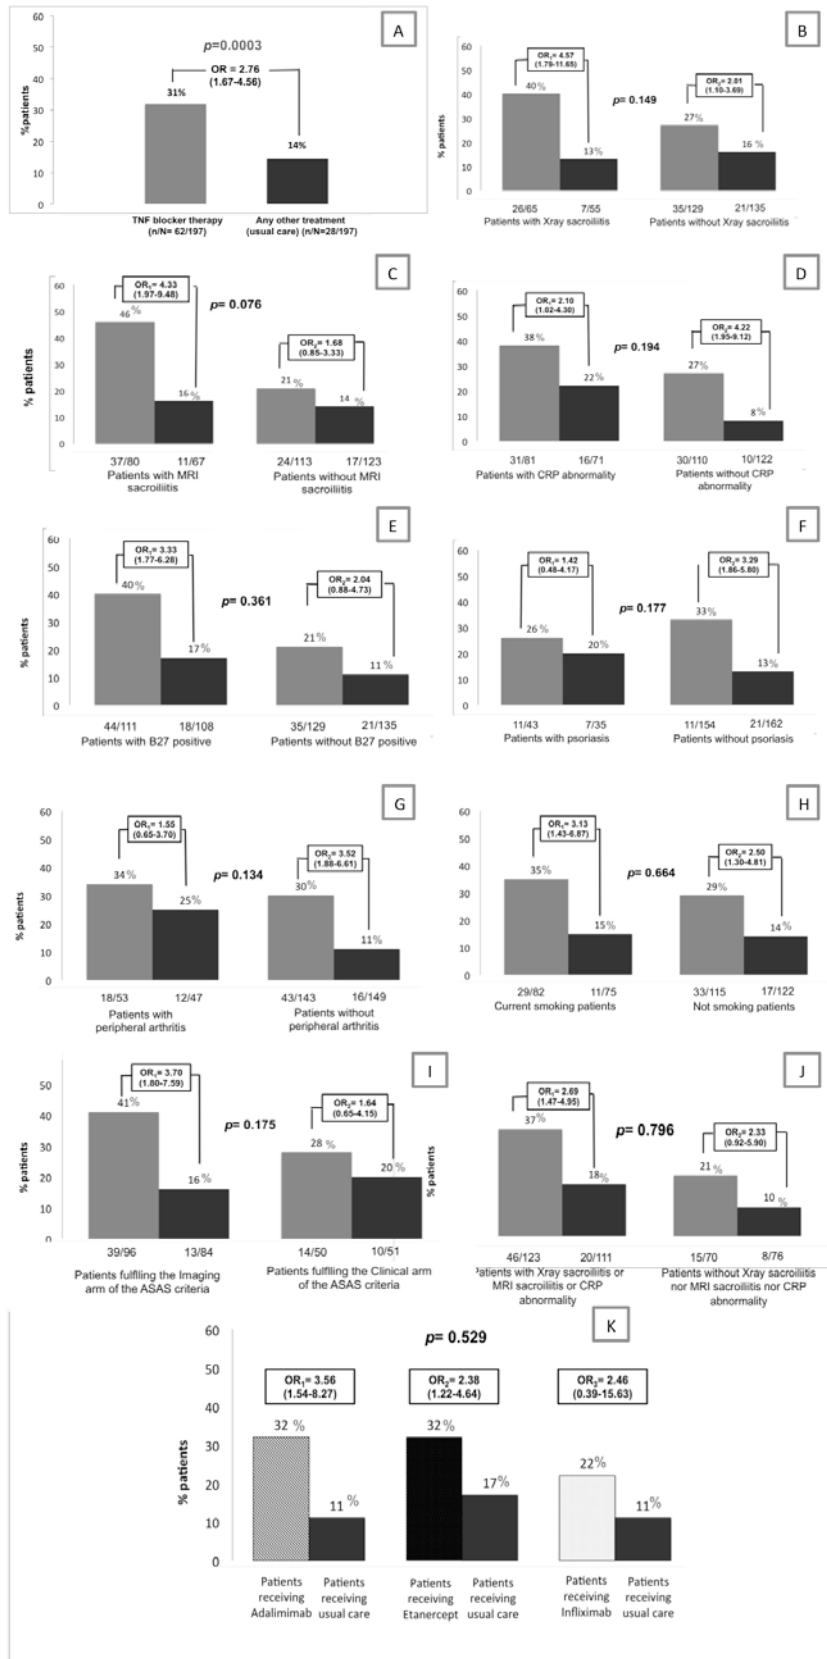 A
60
50
40
30
20
10
0
%patients
p=0.0003
OR = 2.76
(1.67-4.56)
31%
14%
TNF blocker therapy
(n/N= 62/197)
Any other treatment
(usual care) (n/N=28/197)
B
60
50
40
30
20
10
0
% patients
OR₁= 4.57
(1.79-11.65)
40%
13%
p= 0.149
OR₂= 2.01
(1.10-3.69)
27%
16 %
26/65 7/55
Patients with Xray sacroiliitis
35/129 21/135
Patients without Xray sacroiliitis
C
60
50
40
30
20
10
0
% patients
OR₁= 4.33
(1.97-9.48)
46 %
16 %
p= 0.076
OR₂= 1.68
(0.85-3.33)
21 %
14 %
37/80 11/67
Patients with MRI
sacroiliitis
24/113 17/123
Patients without MRI
sacroiliitis
D
60
50
40
30
20
10
0
% patients
OR₁= 2.10
(1.02-4.30)
38%
22%
p= 0.194
OR₂= 4.22
(1.95-9.12)
27%
8%
31/81 16/71
Patients with CRP abnormality
30/110 10/122
Patients without CRP
abnormality
E
60
50
40
30
20
10
0
% patients
OR₁= 3.33
(1.77-6.28)
40%
17%
p= 0.361
OR₂= 2.04
(0.88-4.73)
21%
11 %
44/111 18/108
Patients with B27 positive
35/129 21/135
Patients without B27 positive
F
60
50
40
30
20
10
0
% patients
OR₁= 1.42
(0.48-4.17)
26 %
20%
p= 0.177
OR₂= 3.29
(1.86-5.80)
33%
13%
11/43 7/35
Patients with psoriasis
11/154 21/162
Patients without psoriasis
G
60
50
40
30
20
10
0
% patients
OR₁= 1.55
(0.65-3.70)
34 %
25%
p= 0.134
OR₂= 3.52
(1.88-6.61)
30%
11%
18/53 12/47
Patients with
peripheral arthritis
43/143 16/149
Patients without
peripheral arthritis
H
60
50
40
30
20
10
0
% patients
OR₁= 3.13
(1.43-6.87)
35%
15%
p= 0.664
OR₂= 2.50
(1.30-4.81)
29%
14%
29/82 11/75
Current smoking patients
33/115 17/122
Not smoking patients
I
50
40
30
20
10
0
% patients
OR₁= 3.70
(1.80-7.59)
41%
16 %
p= 0.175
OR₂= 1.64
(0.65-4.15)
28 %
20 %
39/96 13/84
Patients fulflling the Imaging
arm of the ASAS criteria
14/50 10/51
Patients fulflling the Clinical arm
of the ASAS criteria
J
50
40
30
20
10
0
% patients
OR₁= 2.69
(1.47-4.95)
37%
18%
p= 0.796
OR₂= 2.33
(0.92-5.90)
21 %
10 %
46/123 20/111
Patients with Xray sacroiliitis or
MRI sacroiliitis or CRP
abnormality
15/70 8/76
Patients without Xray sacroiliitis
nor MRI sacroiliitis nor CRP
abnormality
K
60
50
40
30
20
10
0
% patients
p= 0.529
OR₁= 3.56
(1.54-8.27)
OR₂= 2.38
(1.22-4.64)
OR₃= 2.46
(0.39-15.63)
32 %
11 %
32%
17%
22%
11%
Patients
receiving
Adalimimab
Patients
receiving
usual care
Patients
receiving
Etanercept
Patients
receiving
usual care
Patients
receiving
Infliximab
Patients
receiving
usual care